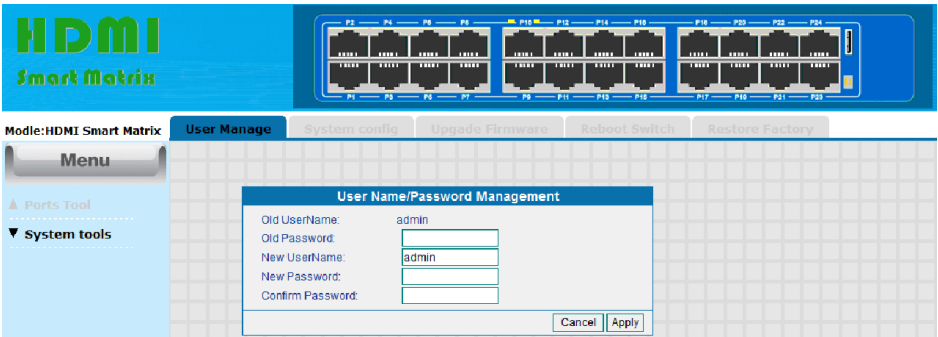 HDMI
Smart Matrix
P2 P4 P6 P8 P10 P12 P14 P16 P18 P20 P22 P24
P1 P3 P5 P7 P9 P11 P13 P15 P17 P19 P21 P23
Modle:HDMI Smart Matrix
User Manage
System config
Upgade Firmware
Reboot Switch
Restore Factory
Menu
Ports Tool
System tools
User Name/Password Management
Old UserName: admin
Old Password:
New UserName: admin
New Password:
Confirm Password:
Cancel Apply